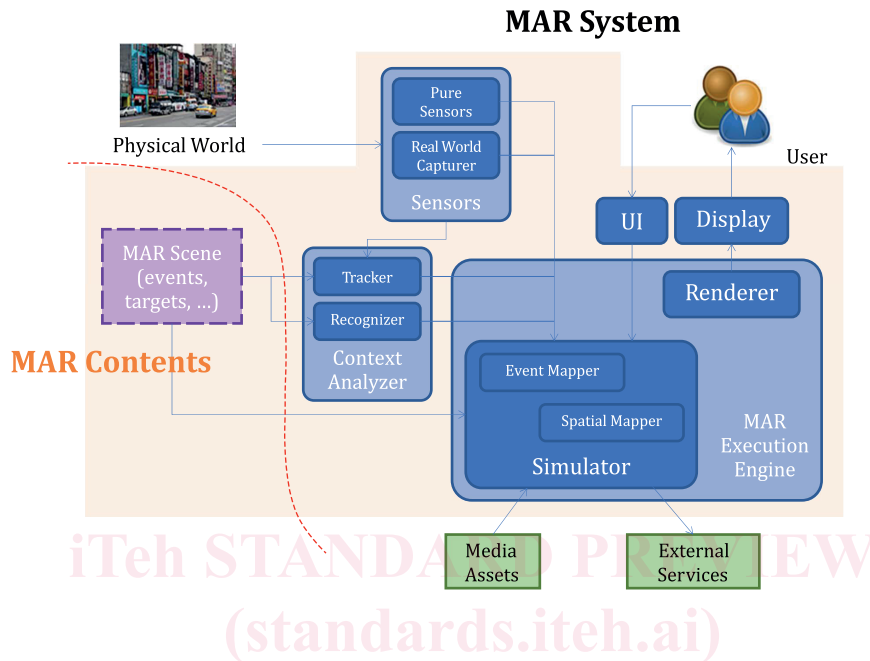 MAR System
Physical World
Pure
Sensors
Real World
Capturer
Sensors
User
UI
Display
MAR Scene
(events,
targets, ...)
Tracker
Recognizer
Context
Analyzer
Renderer
MAR Contents
Event Mapper
Spatial Mapper
Simulator
MAR
Execution
Engine
Media
Assets
External
Services
iTeh STANDARD PREVIEW
(standards.iteh.ai)